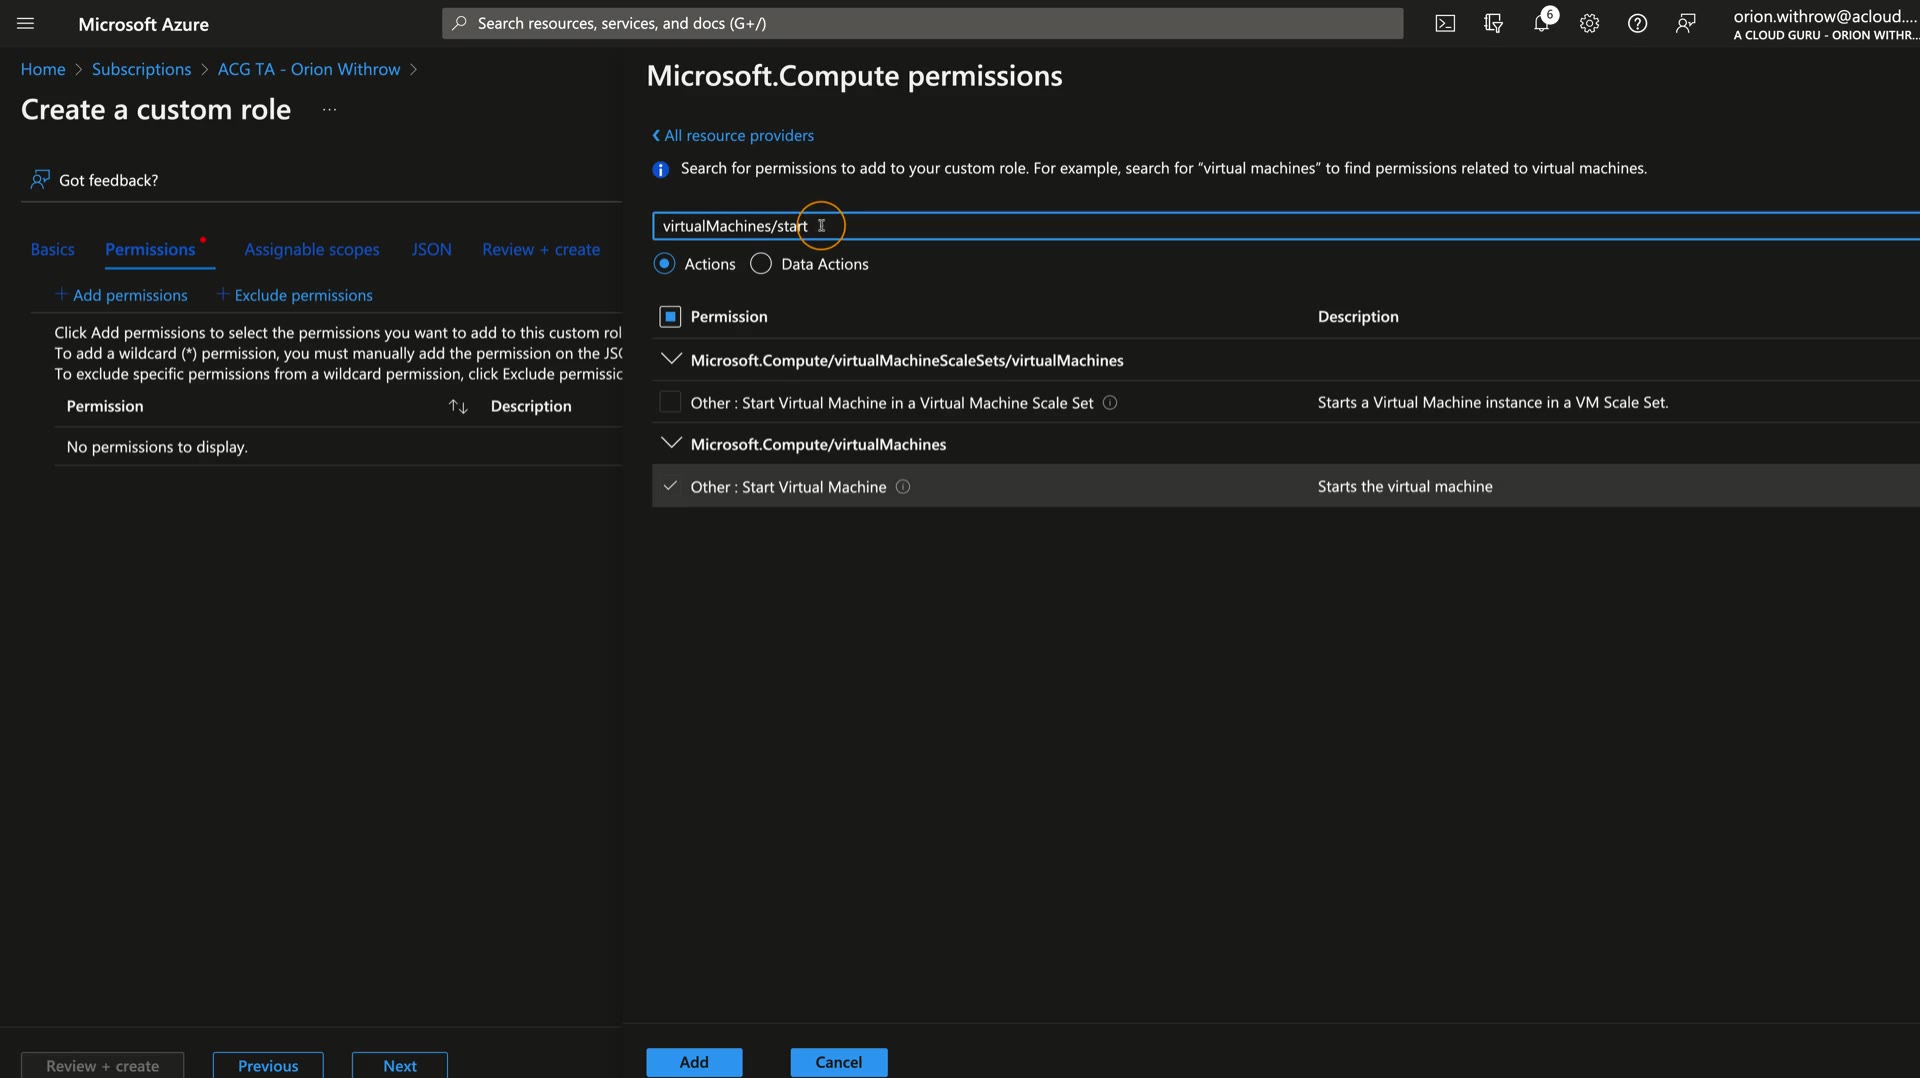 Microsoft Azure
Search resources, services, and docs (G+/)
6
orion.withrow@acloud....
A CLOUD GURU - ORION WITHR...
Home > Subscriptions > ACG TA - Orion Withrow >
Create a custom role ...
Got feedback?
Basics Permissions Assignable scopes JSON Review + create
+ Add permissions + Exclude permissions
Click Add permissions to select the permissions you want to add to this custom rol
To add a wildcard (*) permission, you must manually add the permission on the JSO
To exclude specific permissions from a wildcard permission, click Exclude permissic
Permission Description
No permissions to display.
Review + create Previous Next
Microsoft.Compute permissions
All resource providers
Search for permissions to add to your custom role. For example, search for “virtual machines” to find permissions related to virtual machines.
virtualMachines/start
Actions Data Actions
Permission Description
Microsoft.Compute/virtualMachineScaleSets/virtualMachines
Other : Start Virtual Machine in a Virtual Machine Scale Set Starts a Virtual Machine instance in a VM Scale Set.
Microsoft.Compute/virtualMachines
Other : Start Virtual Machine Starts the virtual machine
Add Cancel